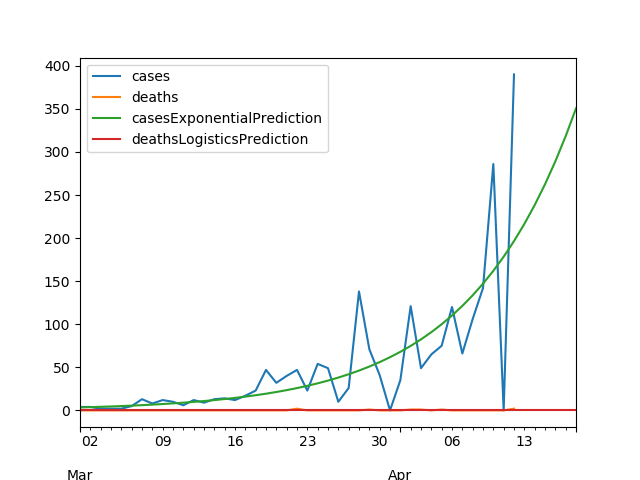 400
350
300
250
200
150
100
50
0
cases
deaths
casesExponentialPrediction
deathsLogisticsPrediction
02 09 16 23 30 06 13
Mar Apr